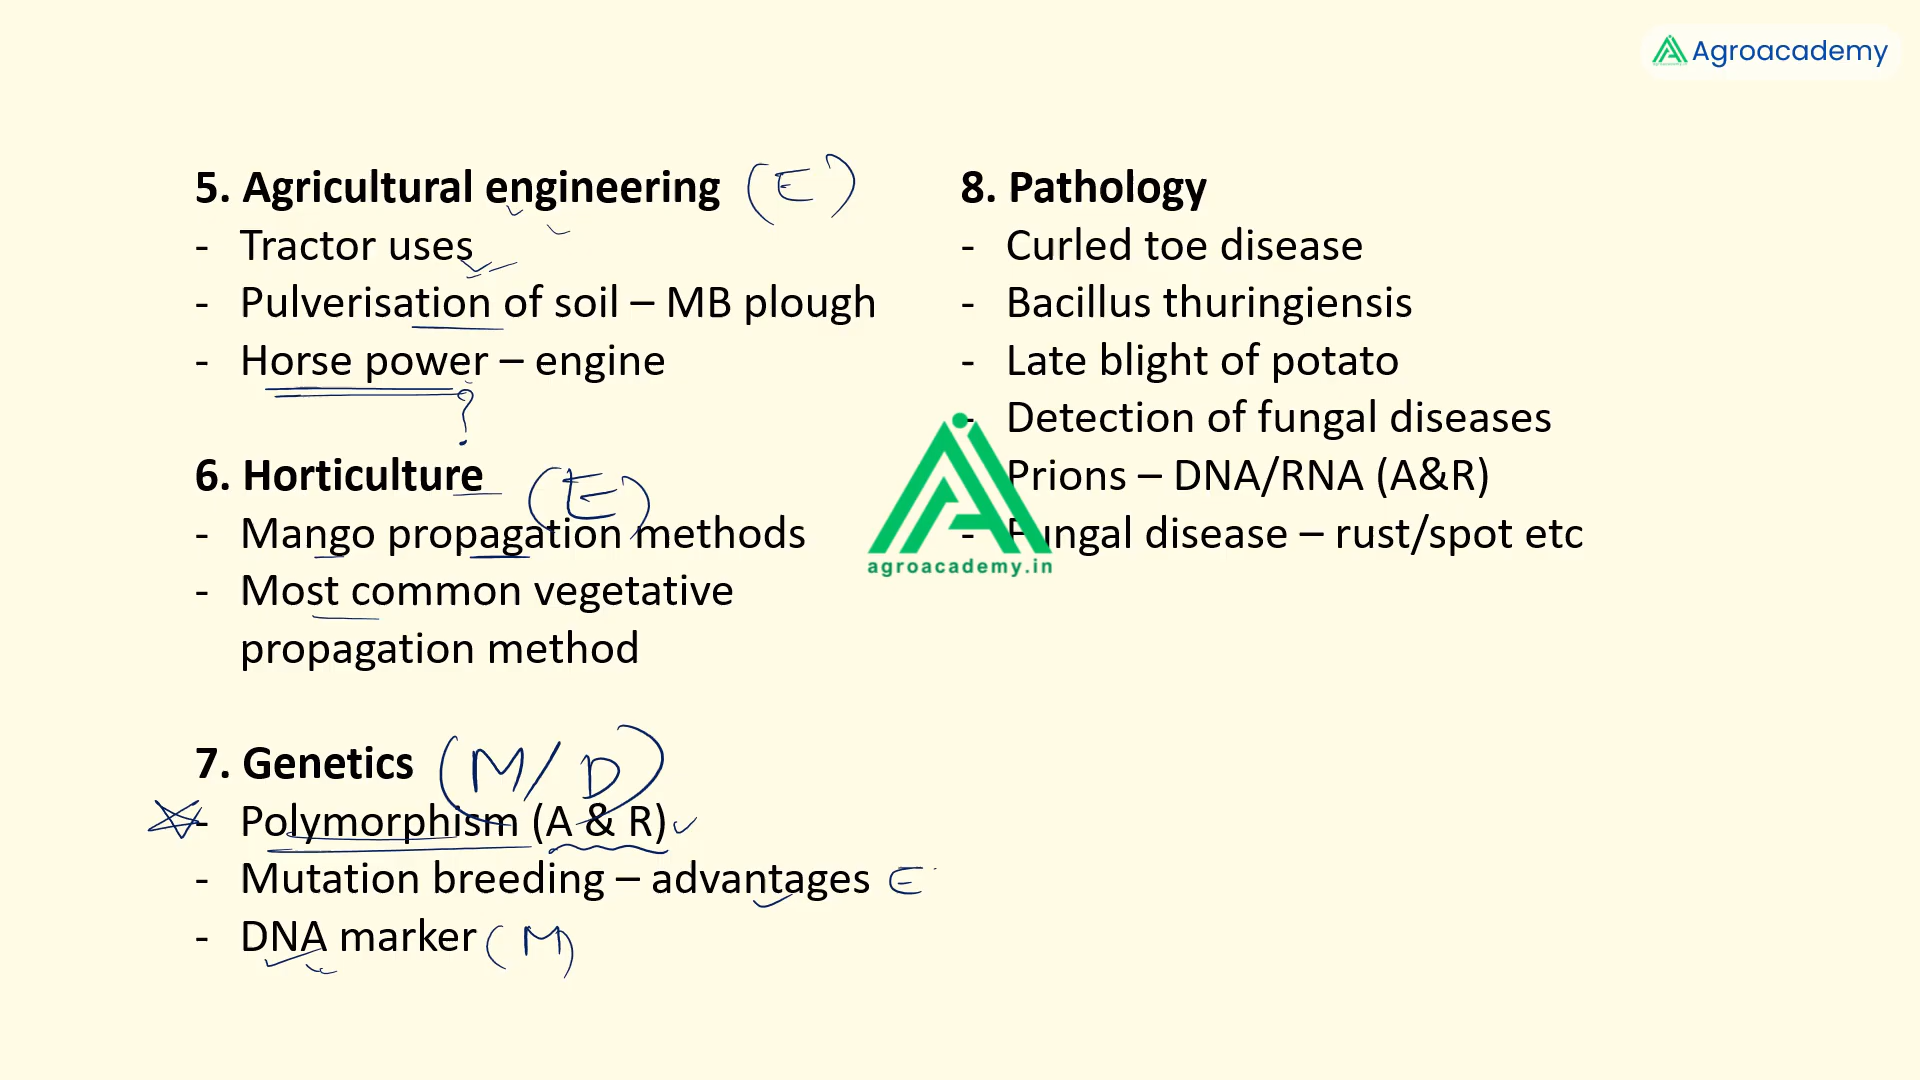 Agroacademy
5. Agricultural engineering (E)
- Tractor uses
- Pulverisation of soil – MB plough
- Horse power – engine
?
6. Horticulture (E)
- Mango propagation methods
- Most common vegetative
propagation method
7. Genetics (M/D)
- Polymorphism (A & R)
- Mutation breeding – advantages E
- DNA marker (M)
8. Pathology
- Curled toe disease
- Bacillus thuringiensis
- Late blight of potato
- Detection of fungal diseases
Prions – DNA/RNA (A&R)
- Fungal disease – rust/spot etc
agroacademy.in